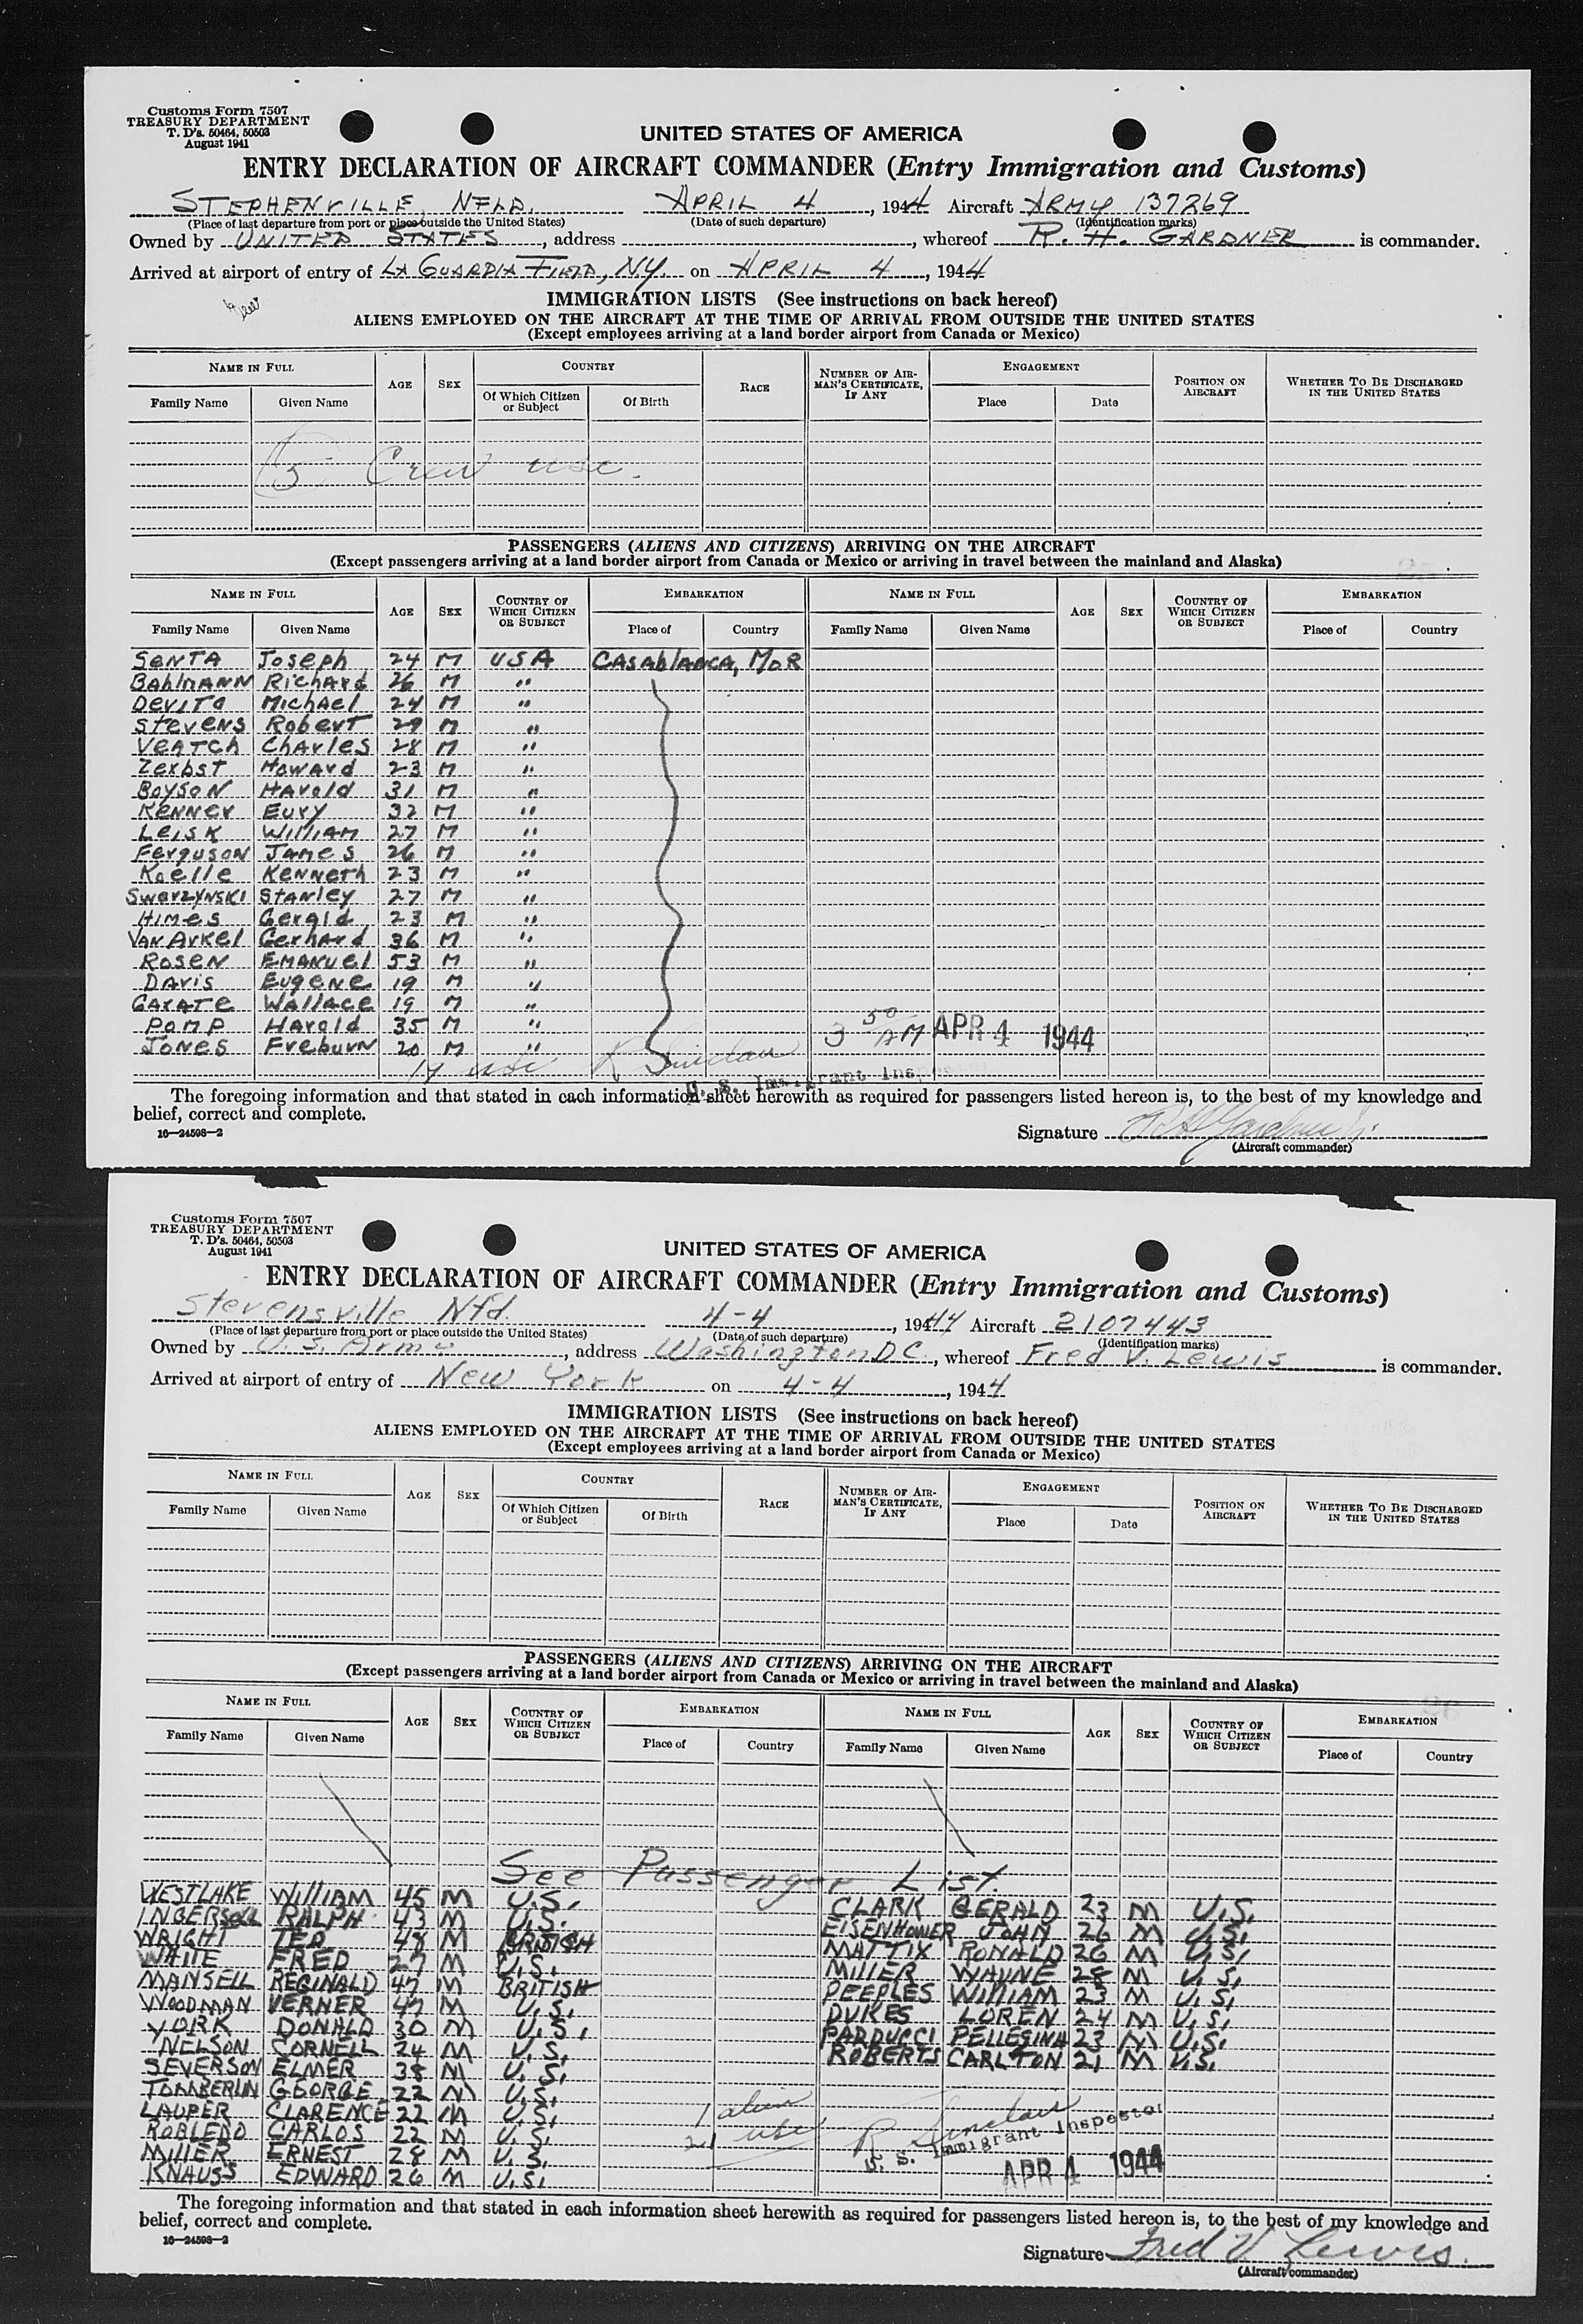 Customs Form 7507
TREASURY DEPARTMENT
T. D's. 50464, 50503
August 1941
UNITED STATES OF AMERICA
ENTRY DECLARATION OF AIRCRAFT COMMANDER (Entry Immigration and Customs)
STEPHENVILLE, NFLD. APRIL 4, 1944 Aircraft ARMY 137269
(Place of last departure from port or place outside the United States) (Date of such departure) (Identification marks)
Owned by UNITED STATES, address, whereof R. H. GARDNER is commander.
Arrived at airport of entry of LA GUARDIA FIELD, NY. on APRIL 4, 1944
IMMIGRATION LISTS (See instructions on back hereof)
ALIENS EMPLOYED ON THE AIRCRAFT AT THE TIME OF ARRIVAL FROM OUTSIDE THE UNITED STATES
(Except employees arriving at a land border airport from Canada or Mexico)
NAME IN FULL AGE SEX COUNTRY RACE NUMBER OF AIRMAN'S CERTIFICATE, IF ANY ENGAGEMENT POSITION ON AIRCRAFT WHETHER TO BE DISCHARGED IN THE UNITED STATES
Family Name Given Name Of Which Citizen or Subject Of Birth Place Date
5 Crew USC.
PASSENGERS (ALIENS AND CITIZENS) ARRIVING ON THE AIRCRAFT
(Except passengers arriving at a land border airport from Canada or Mexico or arriving in travel between the mainland and Alaska)
NAME IN FULL AGE SEX COUNTRY OF WHICH CITIZEN OR SUBJECT EMBARKATION NAME IN FULL AGE SEX COUNTRY OF WHICH CITIZEN OR SUBJECT EMBARKATION
Family Name Given Name Place of Country Family Name Given Name Place of Country
SENTA Joseph 24 M USA CASABlANCA, MOR
BAHLMANN RicHARd 26 M "
DeVITO MicHAel 24 M "
STeveNS RobeRT 29 M "
VeATCh ChArles 28 M "
ZeRbST HowARd 23 M "
BoysoN HARold 31 M "
KeNNeR EURy 32 M "
LeisK WilliAM 27 M "
FerguSoN JAMeS 26 M "
Koelle KeNNeTh 23 M "
SwerzyNSKi STANley 27 M "
HiMes GeRAld 23 M "
VAN ARKel GeRhARd 36 M "
RoseN EMANuel 53 M "
DAvis EugeNe 19 M "
GARATe WAllAce 19 M "
PoMP HARold 35 M "
JoNeS FReburN 20 M "
3 50 AM APR 4 1944
19 usc R Sinclair
U. S. Immigrant Inspector
The foregoing information and that stated in each information sheet herewith as required for passengers listed hereon is, to the best of my knowledge and
belief, correct and complete.
16—24598-2
Signature R H Gardner Jr.
(Aircraft commander)
Customs Form 7507
TREASURY DEPARTMENT
T. D's. 50464, 50503
August 1941
UNITED STATES OF AMERICA
ENTRY DECLARATION OF AIRCRAFT COMMANDER (Entry Immigration and Customs)
Stevensville Nfd. 4-4, 1944 Aircraft 2107443
(Place of last departure from port or place outside the United States) (Date of such departure) (Identification marks)
Owned by U.S. Army, address Washington DC., whereof Fred V. Lewis is commander.
Arrived at airport of entry of New York on 4-4, 1944
IMMIGRATION LISTS (See instructions on back hereof)
ALIENS EMPLOYED ON THE AIRCRAFT AT THE TIME OF ARRIVAL FROM OUTSIDE THE UNITED STATES
(Except employees arriving at a land border airport from Canada or Mexico)
NAME IN FULL AGE SEX COUNTRY RACE NUMBER OF AIRMAN'S CERTIFICATE, IF ANY ENGAGEMENT POSITION ON AIRCRAFT WHETHER TO BE DISCHARGED IN THE UNITED STATES
Family Name Given Name Of Which Citizen or Subject Of Birth Place Date
PASSENGERS (ALIENS AND CITIZENS) ARRIVING ON THE AIRCRAFT
(Except passengers arriving at a land border airport from Canada or Mexico or arriving in travel between the mainland and Alaska)
NAME IN FULL AGE SEX COUNTRY OF WHICH CITIZEN OR SUBJECT EMBARKATION NAME IN FULL AGE SEX COUNTRY OF WHICH CITIZEN OR SUBJECT EMBARKATION
Family Name Given Name Place of Country Family Name Given Name Place of Country
See Passenger List.
WESTLAKE WILLIAM 45 M U.S. CLARK GERALD 23 M U.S.
INGERSOLL RALPH 43 M U.S. EISENHOWER JOHN 26 M U.S.
WRIGHT TED 48 M BRITISH MATTIX RONALD 26 M U.S.
WHITE FRED 27 M U.S. MILLER WAYNE 28 M U.S.
MANSELL REGINALD 47 M BRITISH PEEPLES WILLIAM 23 M U.S.
WOODMAN VERNER 47 M U.S. DUKES LOREN 24 M U.S.
YORK DONALD 30 M U.S. PARDUCCI PELLEGINA 23 M U.S.
NELSON CORNELL 24 M U.S. ROBERTS CARLTON 21 M U.S.
SEVERSON ELMER 38 M U.S.
TOMBERLIN GEORGE 22 M U.S.
LAUPER CLARENCE 22 M U.S.
ROBLEDO CARLOS 22 M U.S.
MILLER ERNEST 28 M U.S.
KNAUSS EDWARD 26 M U.S.
1 alien
21 usc R Sinclair
U. S. Immigrant Inspector
APR 4 1944
The foregoing information and that stated in each information sheet herewith as required for passengers listed hereon is, to the best of my knowledge and
belief, correct and complete.
16—24598-2
Signature Fred V Lewis.
(Aircraft commander)